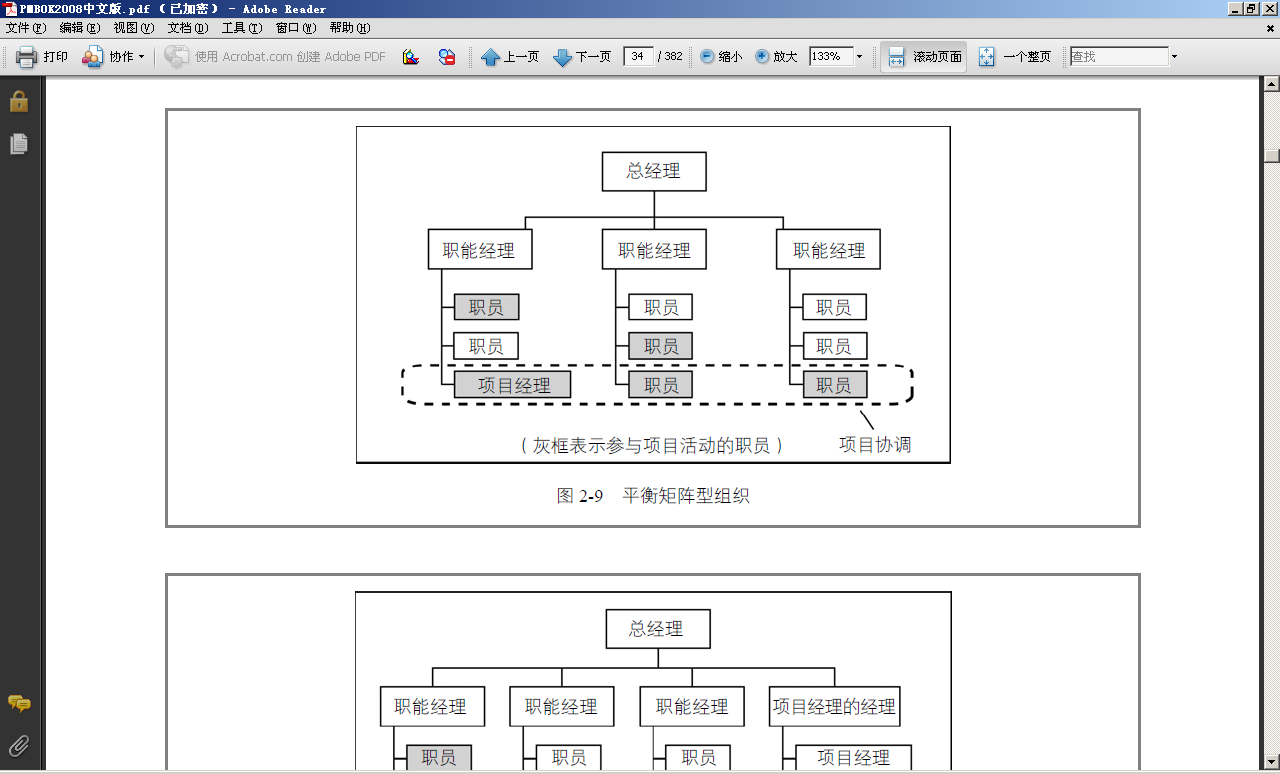 PMBOK2008中文版.pdf (已加密) - Adobe Reader
文件(F) 编辑(E) 视图(V) 文档(D) 工具(T) 窗口(W) 帮助(H)
打印 协作 使用 Acrobat.com 创建 Adobe PDF 上一页 下一页 34 / 382 缩小 放大 133% 滚动页面 一个整页 查找
总经理
职能经理 职能经理 职能经理
职员 职员 职员
职员 职员 职员
项目经理 职员 职员
(灰框表示参与项目活动的职员) 项目协调
图 2-9 平衡矩阵型组织
总经理
职能经理 职能经理 职能经理 项目经理的经理
职员 职员 职员 项目经理